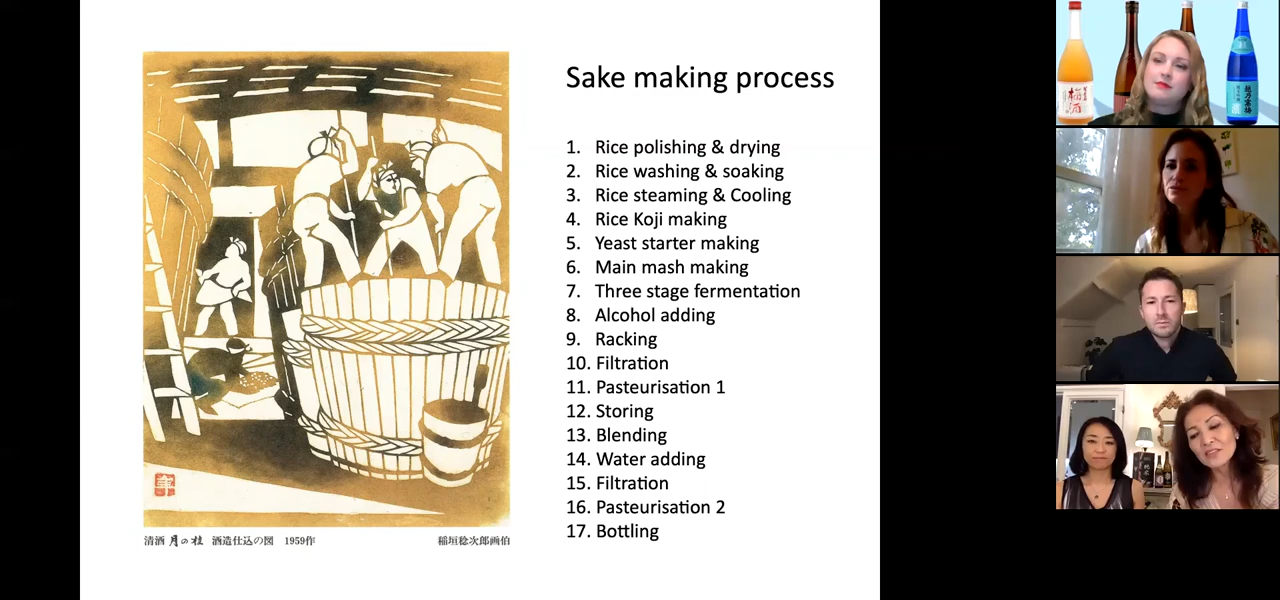 Sake making process
1. Rice polishing & drying
2. Rice washing & soaking
3. Rice steaming & Cooling
4. Rice Koji making
5. Yeast starter making
6. Main mash making
7. Three stage fermentation
8. Alcohol adding
9. Racking
10. Filtration
11. Pasteurisation 1
12. Storing
13. Blending
14. Water adding
15. Filtration
16. Pasteurisation 2
17. Bottling
清酒 月の桂 酒造仕込の図 1959作
稲垣稔次郎画伯
越乃寒梅